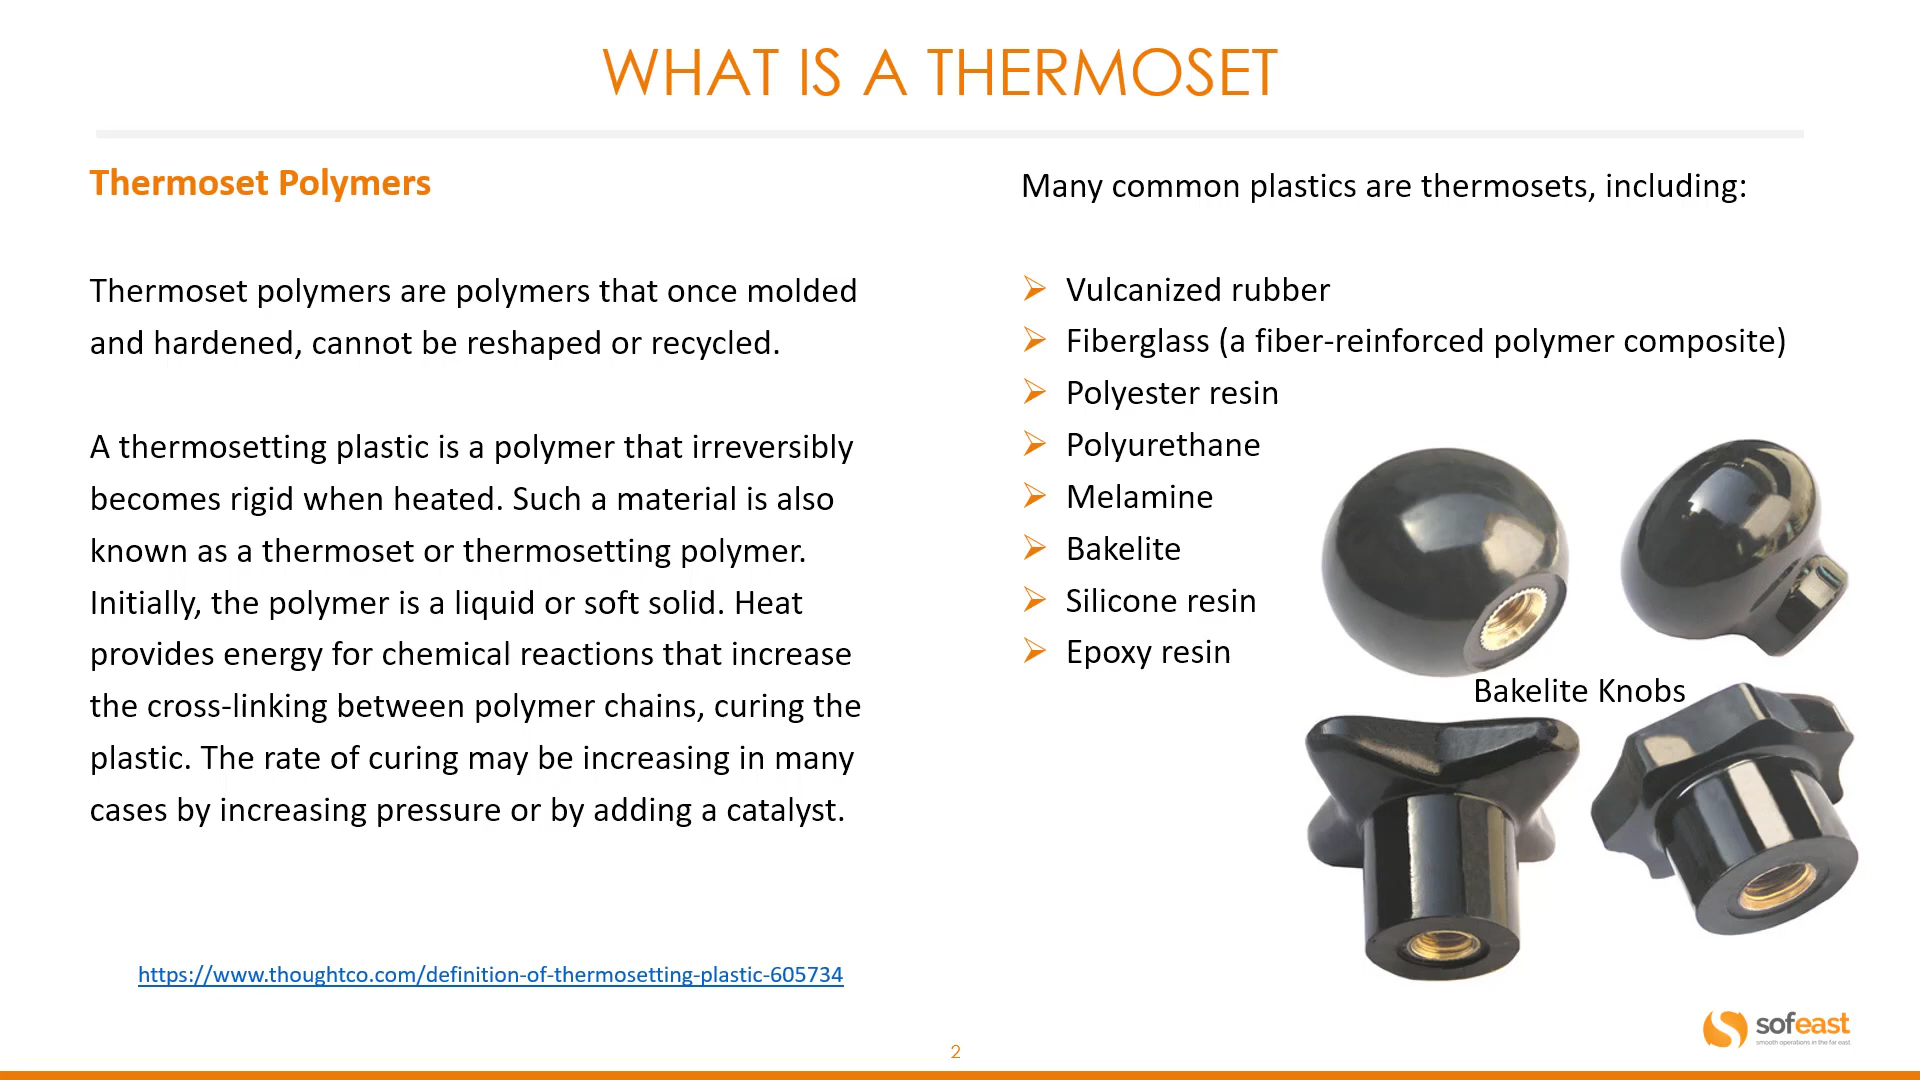 WHAT IS A THERMOSET
Thermoset Polymers
Thermoset polymers are polymers that once molded
and hardened, cannot be reshaped or recycled.
A thermosetting plastic is a polymer that irreversibly
becomes rigid when heated. Such a material is also
known as a thermoset or thermosetting polymer.
Initially, the polymer is a liquid or soft solid. Heat
provides energy for chemical reactions that increase
the cross-linking between polymer chains, curing the
plastic. The rate of curing may be increasing in many
cases by increasing pressure or by adding a catalyst.
https://www.thoughtco.com/definition-of-thermosetting-plastic-605734
Many common plastics are thermosets, including:
Vulcanized rubber
Fiberglass (a fiber-reinforced polymer composite)
Polyester resin
Polyurethane
Melamine
Bakelite
Silicone resin
Epoxy resin
Bakelite Knobs
sofeast
smooth operations in the far east
2